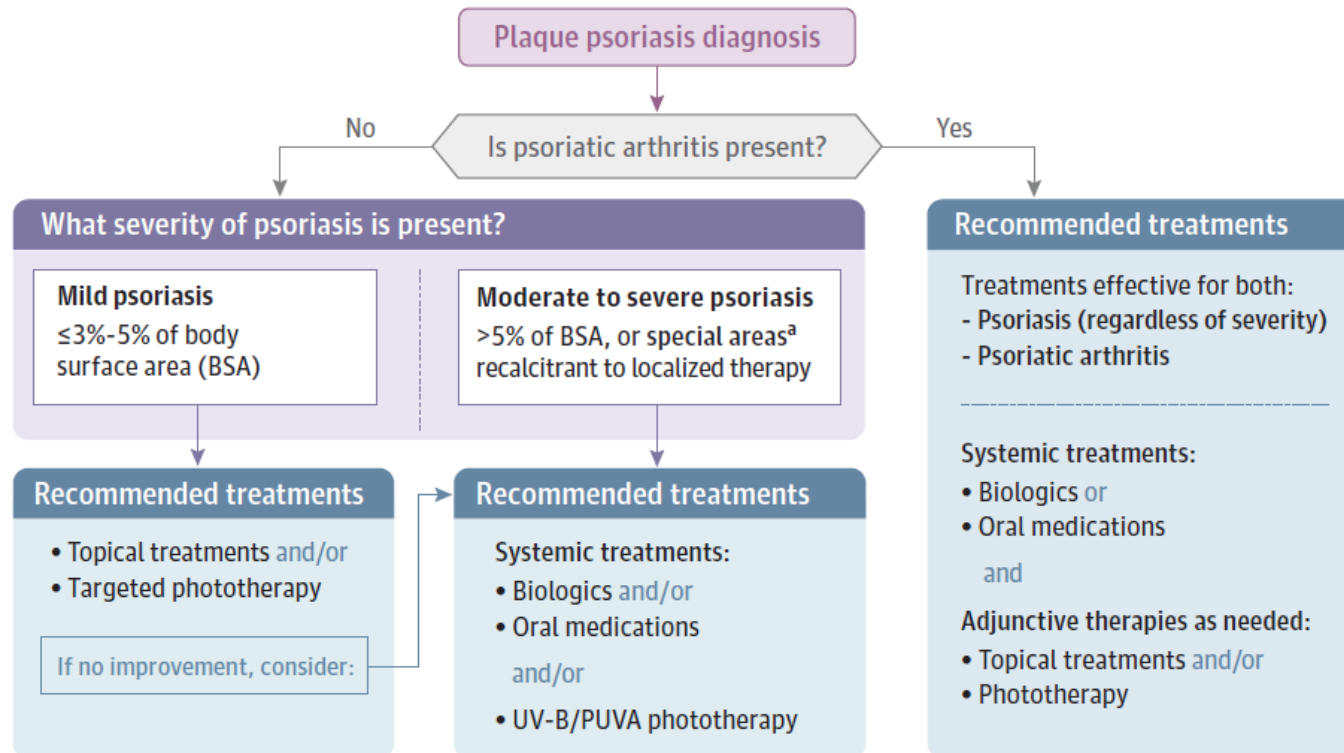 Plaque psoriasis diagnosis
No
Is psoriatic arthritis present?
Yes
What severity of psoriasis is present?
Mild psoriasis
≤3%-5% of body
surface area (BSA)
Moderate to severe psoriasis
>5% of BSA, or special areasᵃ
recalcitrant to localized therapy
Recommended treatments
• Topical treatments and/or
• Targeted phototherapy
If no improvement, consider:
Recommended treatments
Systemic treatments:
• Biologics and/or
• Oral medications
and/or
• UV-B/PUVA phototherapy
Recommended treatments
Treatments effective for both:
- Psoriasis (regardless of severity)
- Psoriatic arthritis
Systemic treatments:
• Biologics or
• Oral medications
and
Adjunctive therapies as needed:
• Topical treatments and/or
• Phototherapy